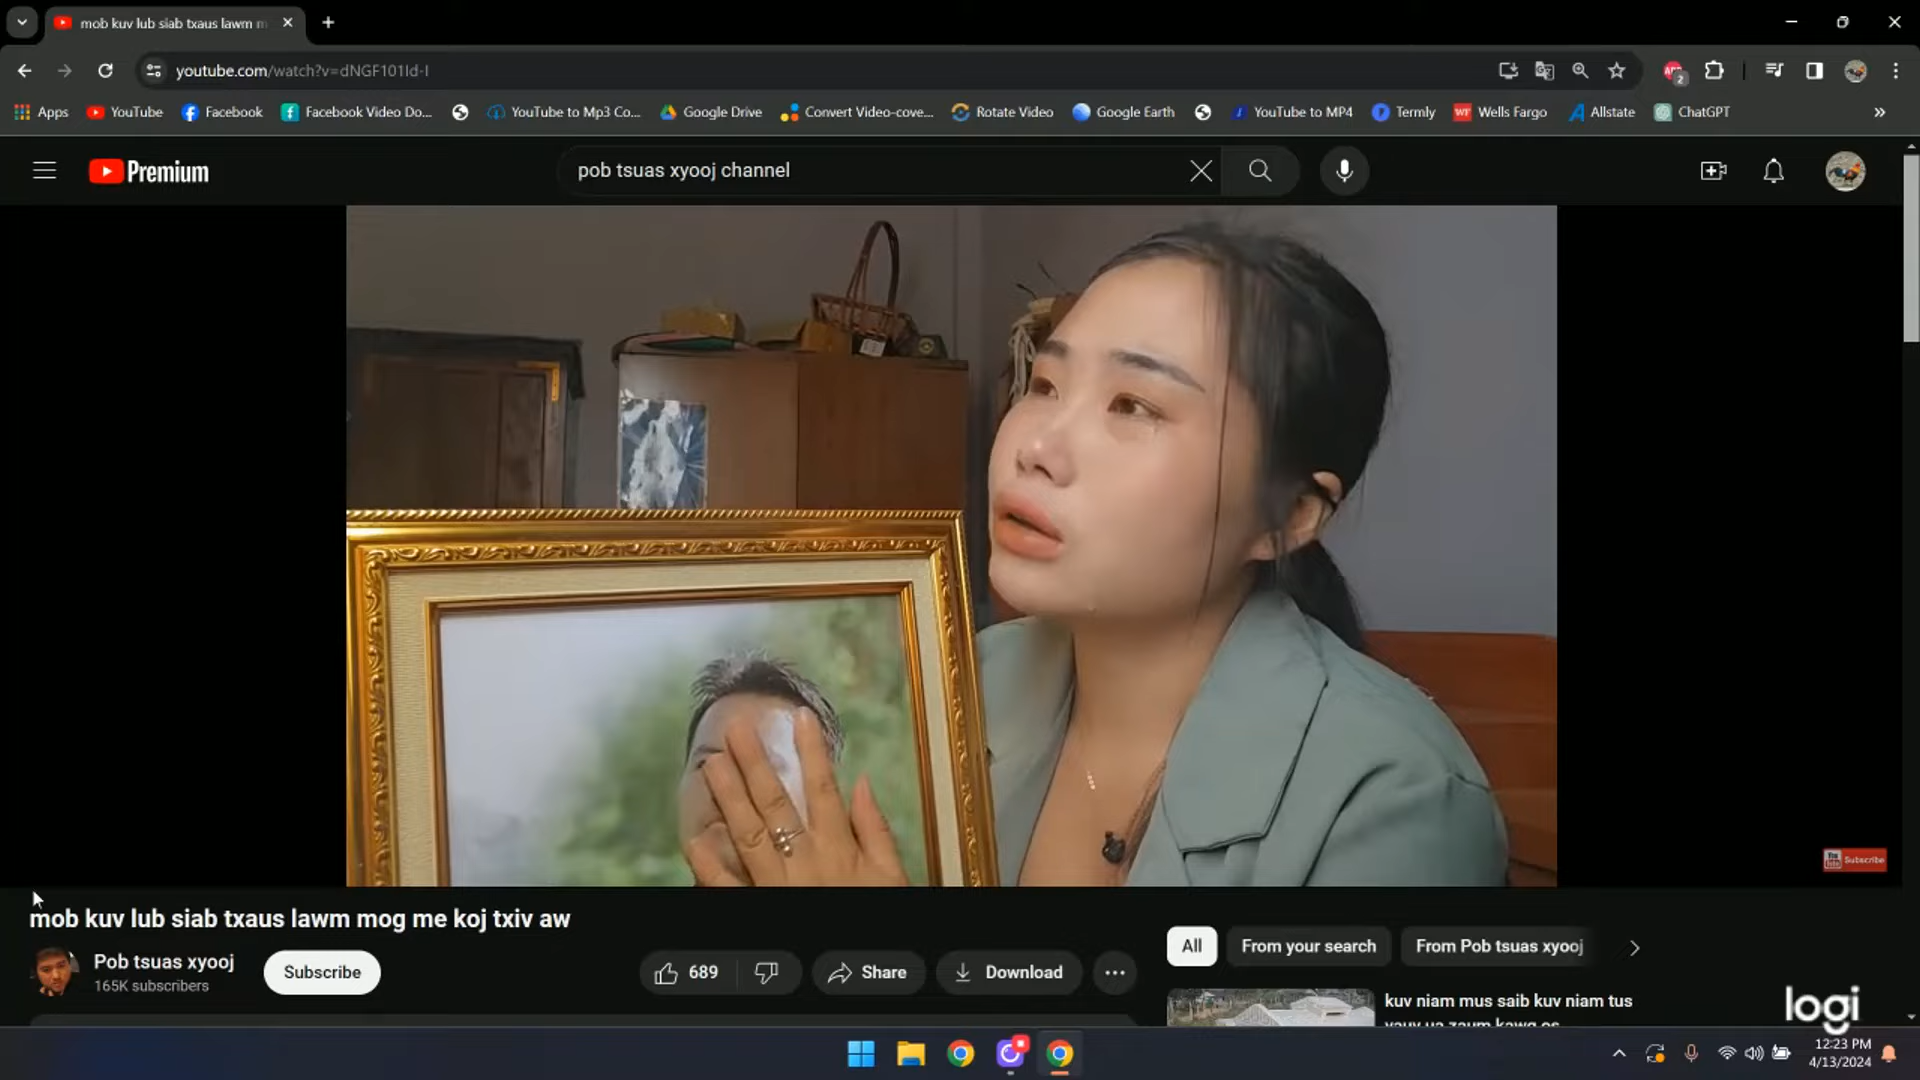 mob kuv lub siab txaus lawm m
youtube.com/watch?v=dNGF101Id-I
2
Apps
YouTube
Facebook
Facebook Video Do...
YouTube to Mp3 Co...
Google Drive
Convert Video-cove...
Rotate Video
Google Earth
YouTube to MP4
Termly
WF
Wells Fargo
Allstate
ChatGPT
Premium
pob tsuas xyooj channel
Subscribe
mob kuv lub siab txaus lawm mog me koj txiv aw
Pob tsuas xyooj
165K subscribers
Subscribe
689
Share
Download
All
From your search
From Pob tsuas xyooj
kuv niam mus saib kuv niam tus
logi
12:23 PM
4/13/2024